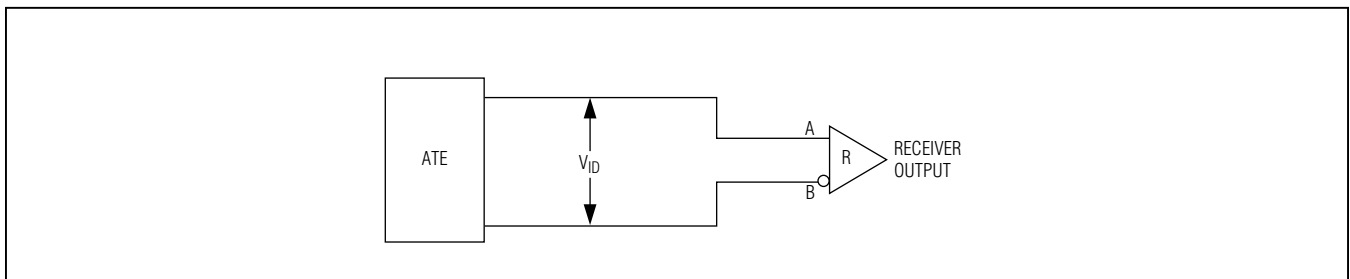 ATE
V_ID
A
R
B
RECEIVER
OUTPUT